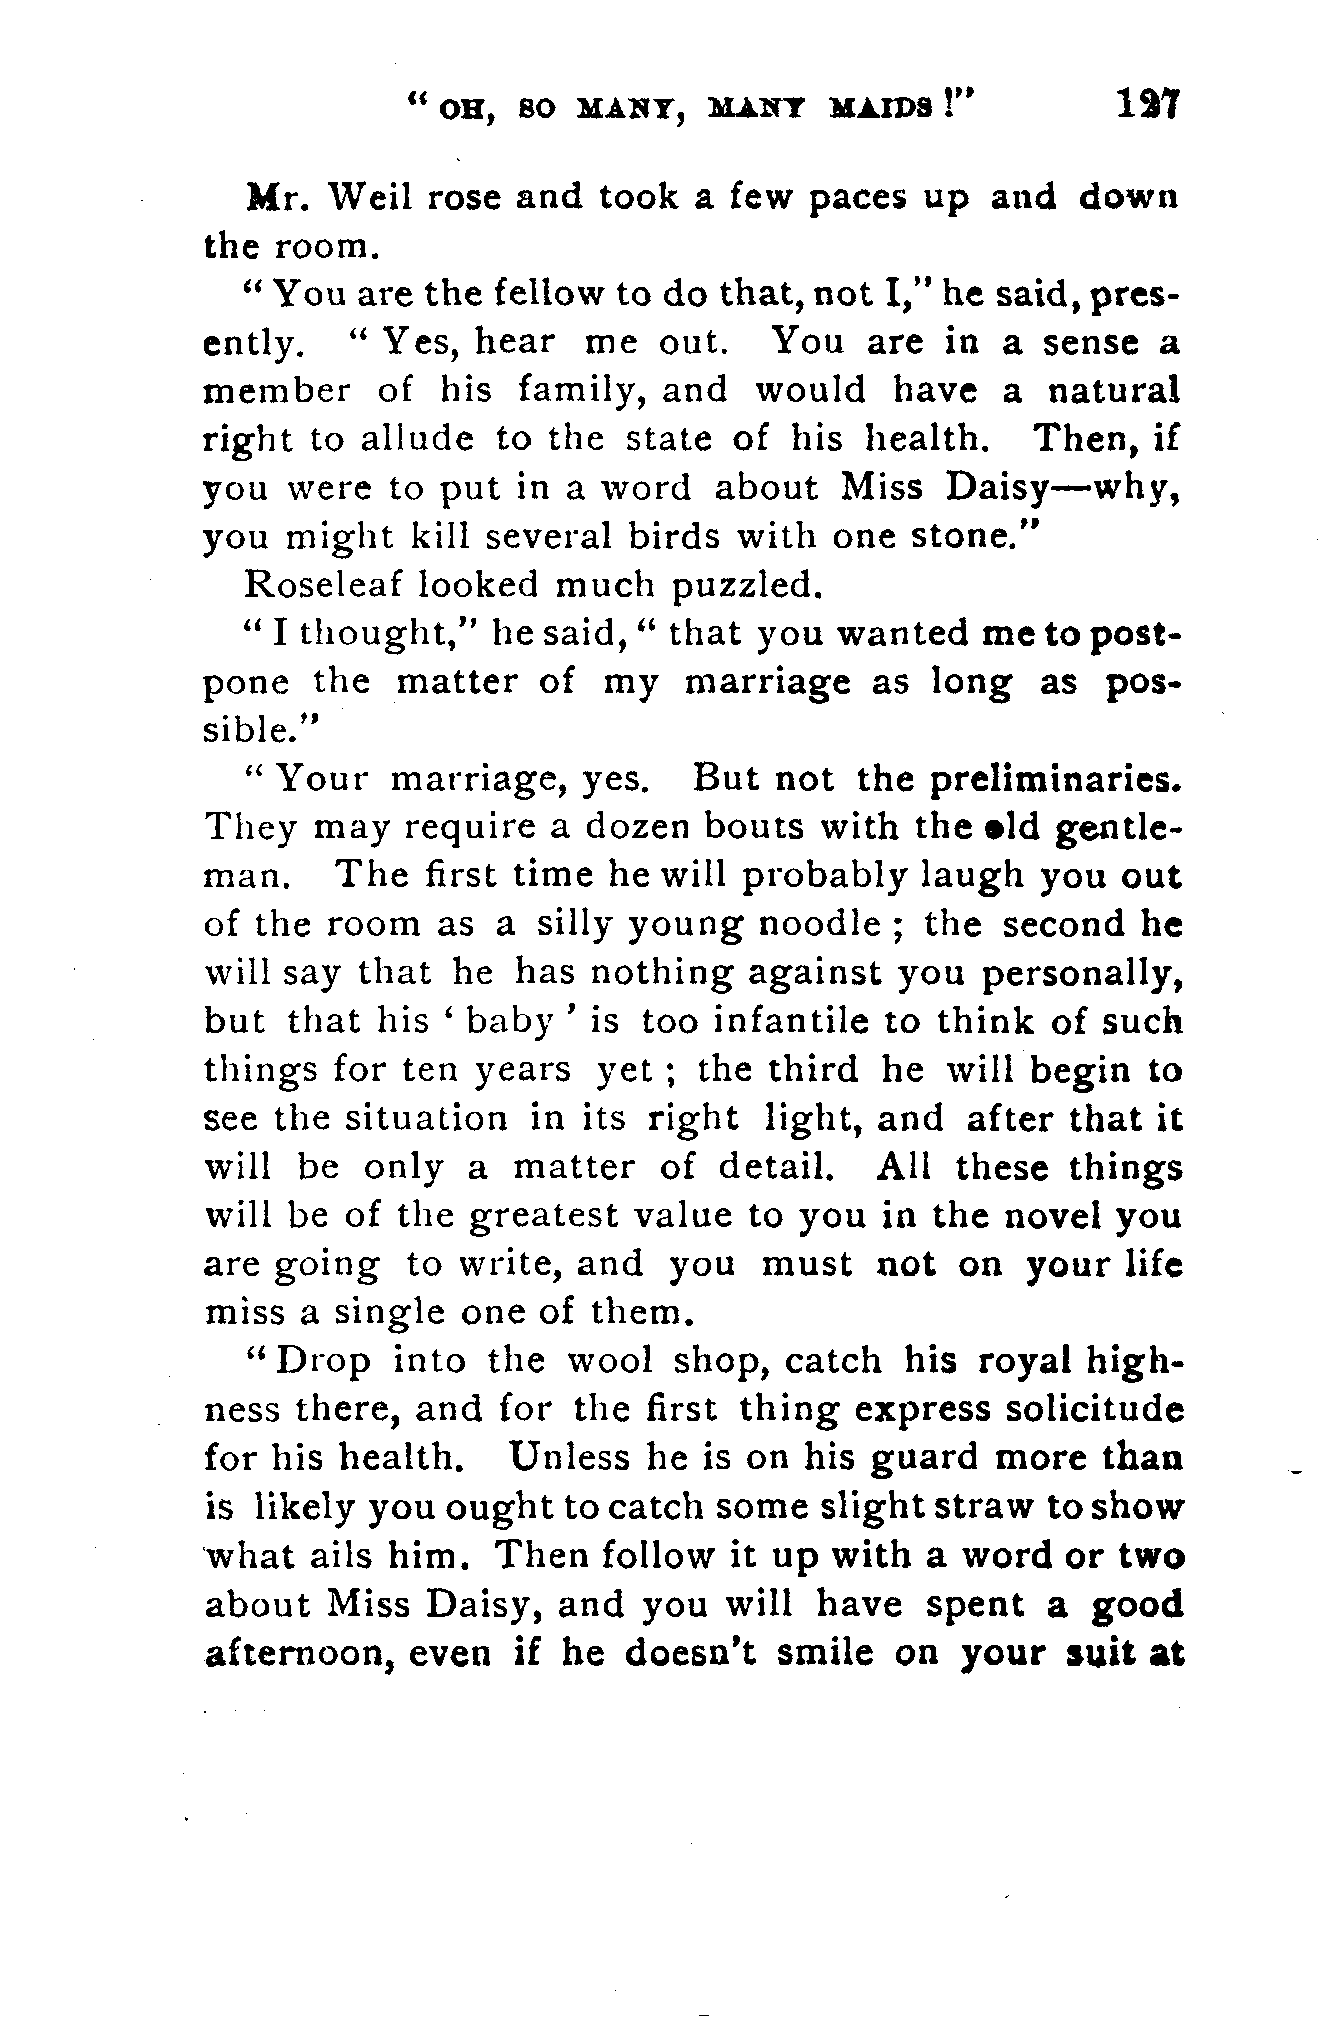 " OH, SO MANY, MANY MAIDS !" 127
Mr. Weil rose and took a few paces up and down
the room.
" You are the fellow to do that, not I," he said, pres-
ently. " Yes, hear me out. You are in a sense a
member of his family, and would have a natural
right to allude to the state of his health. Then, if
you were to put in a word about Miss Daisy—why,
you might kill several birds with one stone."
Roseleaf looked much puzzled.
" I thought," he said, " that you wanted me to post-
pone the matter of my marriage as long as pos-
sible."
" Your marriage, yes. But not the preliminaries.
They may require a dozen bouts with the old gentle-
man. The first time he will probably laugh you out
of the room as a silly young noodle ; the second he
will say that he has nothing against you personally,
but that his ‘ baby ’ is too infantile to think of such
things for ten years yet ; the third he will begin to
see the situation in its right light, and after that it
will be only a matter of detail. All these things
will be of the greatest value to you in the novel you
are going to write, and you must not on your life
miss a single one of them.
" Drop into the wool shop, catch his royal high-
ness there, and for the first thing express solicitude
for his health. Unless he is on his guard more than
is likely you ought to catch some slight straw to show
what ails him. Then follow it up with a word or two
about Miss Daisy, and you will have spent a good
afternoon, even if he doesn't smile on your suit at